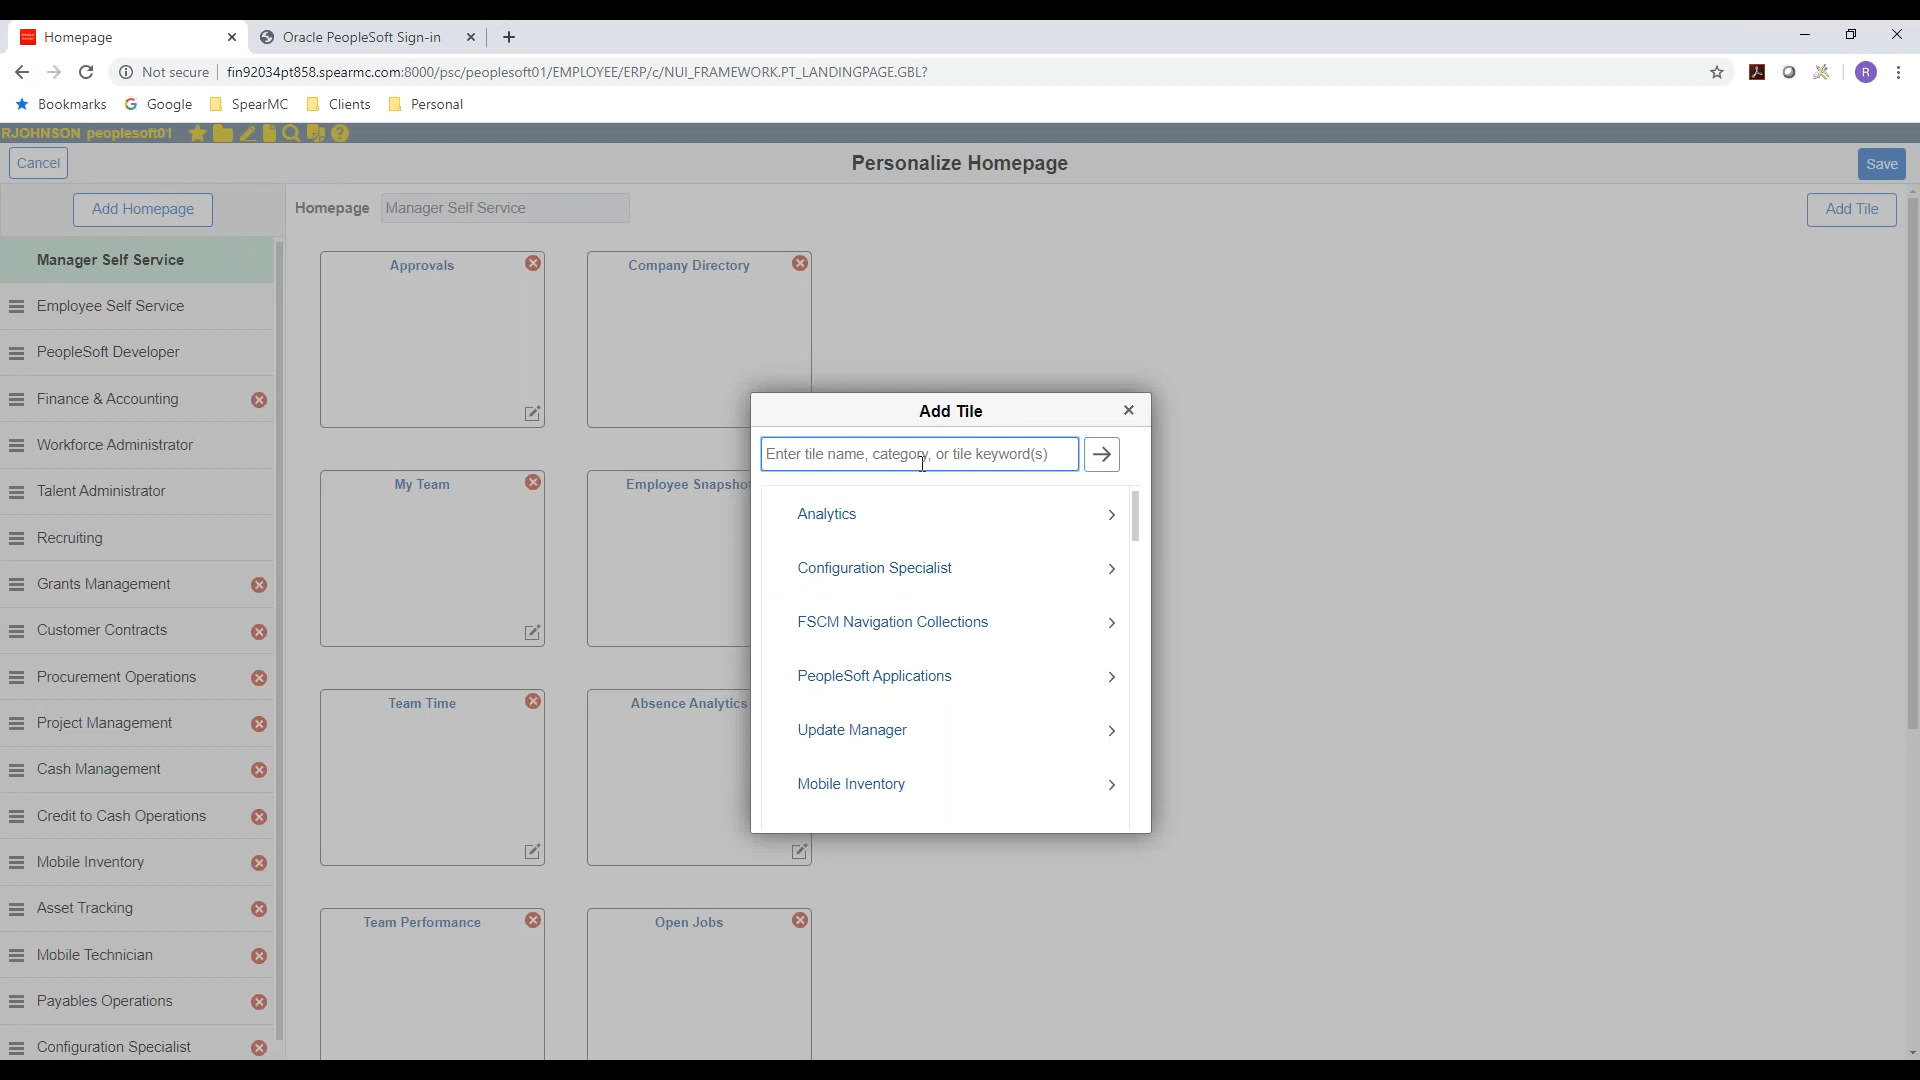 Homepage
Oracle PeopleSoft Sign-in
Not secure
fin92034pt858.spearmc.com:8000/psc/peoplesoft01/EMPLOYEE/ERP/c/NUI_FRAMEWORK.PT_LANDINGPAGE.GBL?
R
Bookmarks
Google
SpearMC
Clients
Personal
RJOHNSON peoplesoft01
Cancel
Personalize Homepage
Save
Add Homepage
Homepage
Manager Self Service
Add Tile
Manager Self Service
Employee Self Service
PeopleSoft Developer
Finance & Accounting
Workforce Administrator
Talent Administrator
Recruiting
Grants Management
Customer Contracts
Procurement Operations
Project Management
Cash Management
Credit to Cash Operations
Mobile Inventory
Asset Tracking
Mobile Technician
Payables Operations
Configuration Specialist
Approvals
Company Directory
My Team
Employee Snapshot
Team Time
Absence Analytics
Team Performance
Open Jobs
Add Tile
Enter tile name, category, or tile keyword(s)
Analytics
Configuration Specialist
FSCM Navigation Collections
PeopleSoft Applications
Update Manager
Mobile Inventory